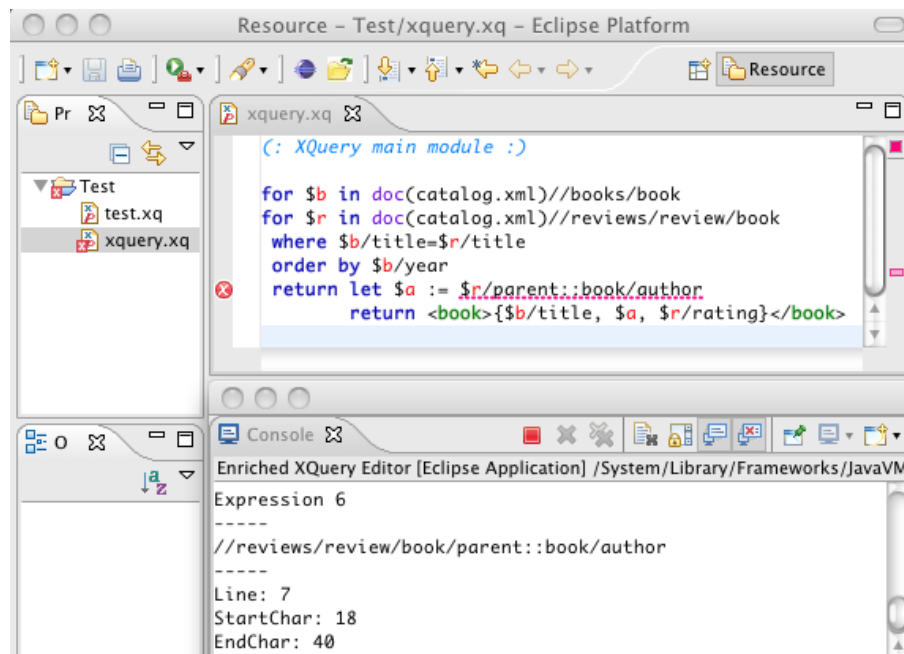 Resource – Test/xquery.xq – Eclipse Platform
Resource
Pr
xquery.xq
Test
test.xq
xquery.xq
(: XQuery main module :)
for $b in doc(catalog.xml)//books/book
for $r in doc(catalog.xml)//reviews/review/book
where $b/title=$r/title
order by $b/year
return let $a := $r/parent::book/author
return <book>{$b/title, $a, $r/rating}</book>
O
Console
Enriched XQuery Editor [Eclipse Application] /System/Library/Frameworks/JavaVM
Expression 6
-----
//reviews/review/book/parent::book/author
-----
Line: 7
StartChar: 18
EndChar: 40